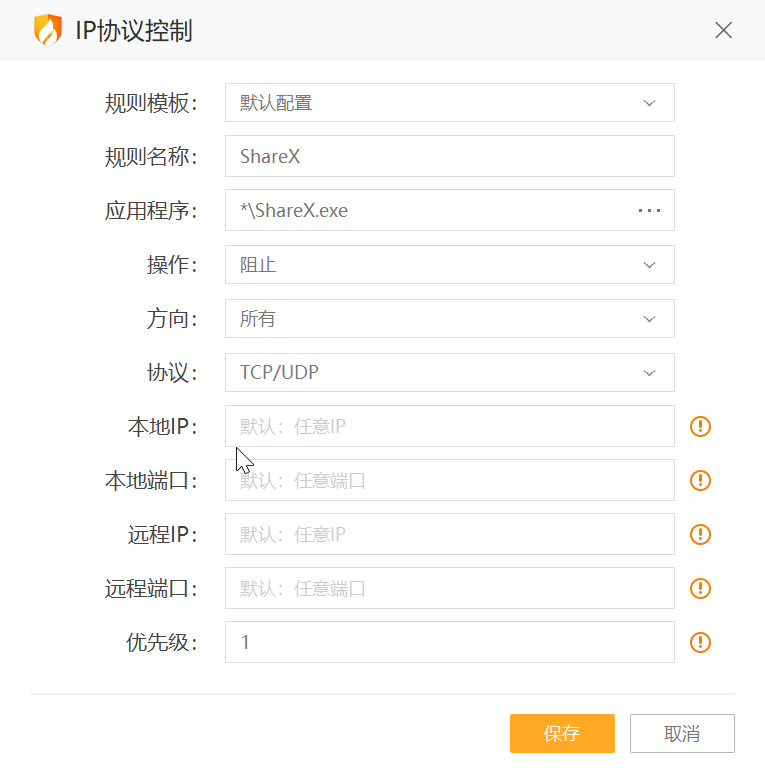 IP协议控制
规则模板： 默认配置
规则名称： ShareX
应用程序： *\ShareX.exe ...
操作： 阻止
方向： 所有
协议： TCP/UDP
本地IP： 默认：任意IP
本地端口： 默认：任意端口
远程IP： 默认：任意IP
远程端口： 默认：任意端口
优先级： 1
保存 取消